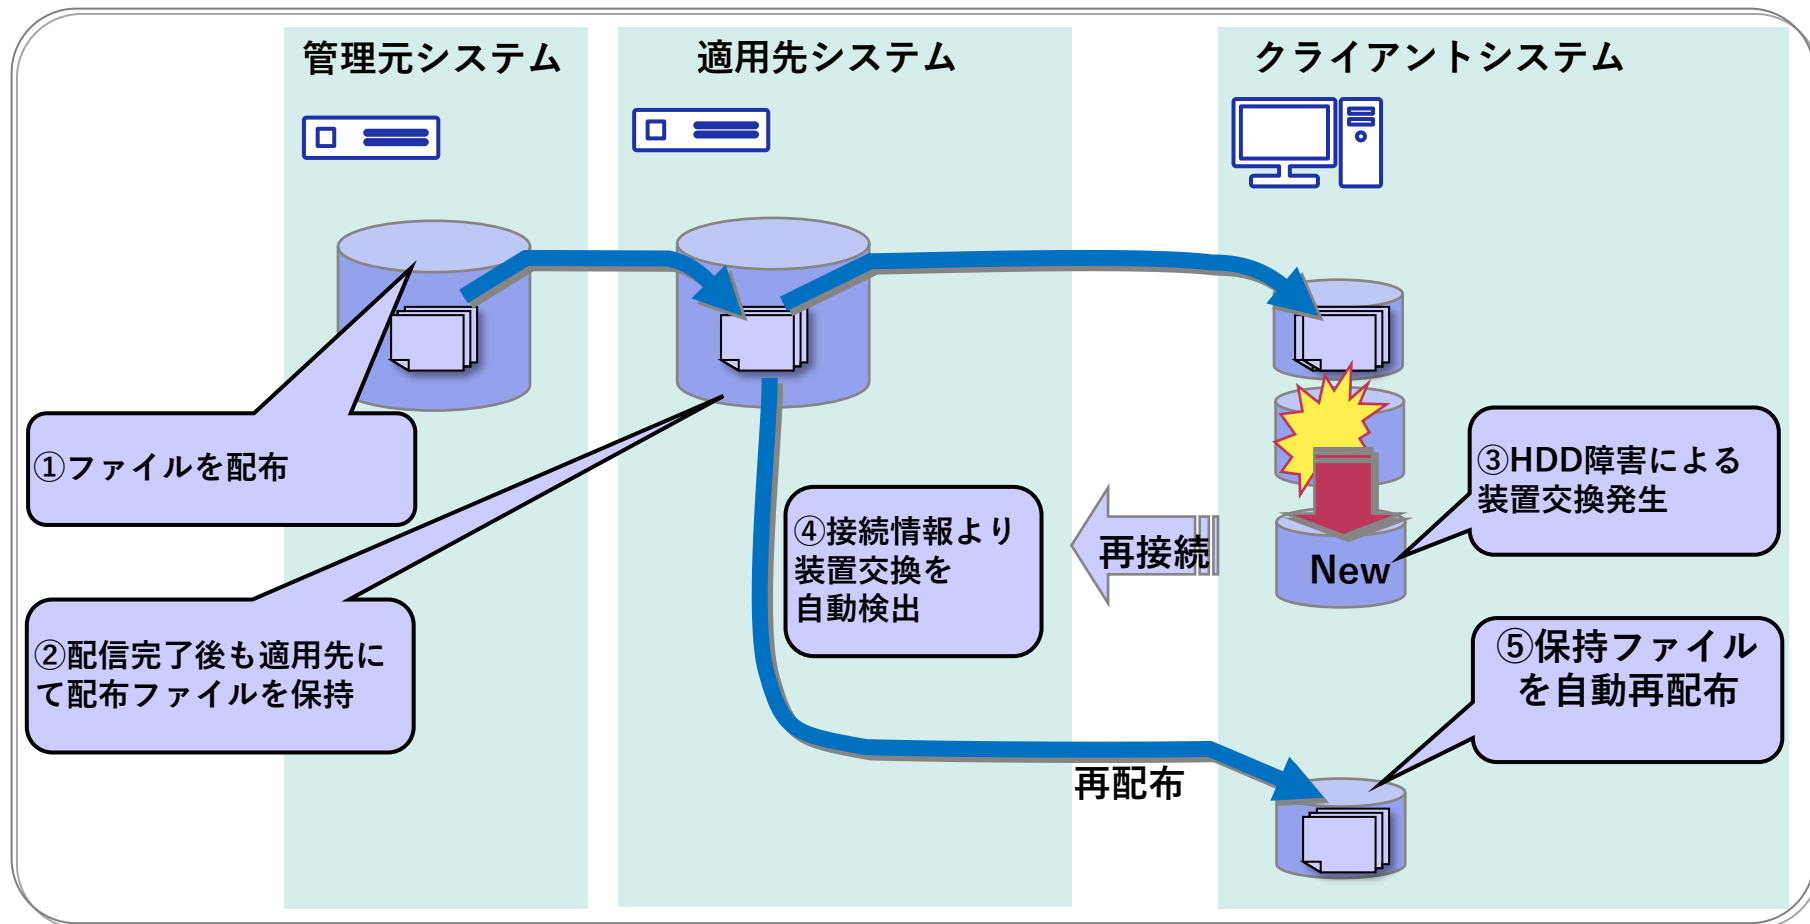 管理元システム
適用先システム
クライアントシステム
①ファイルを配布
②配信完了後も適用先に
て配布ファイルを保持
③HDD障害による
装置交換発生
④接続情報より
装置交換を
自動検出
再接続
New
⑤保持ファイル
を自動再配布
再配布